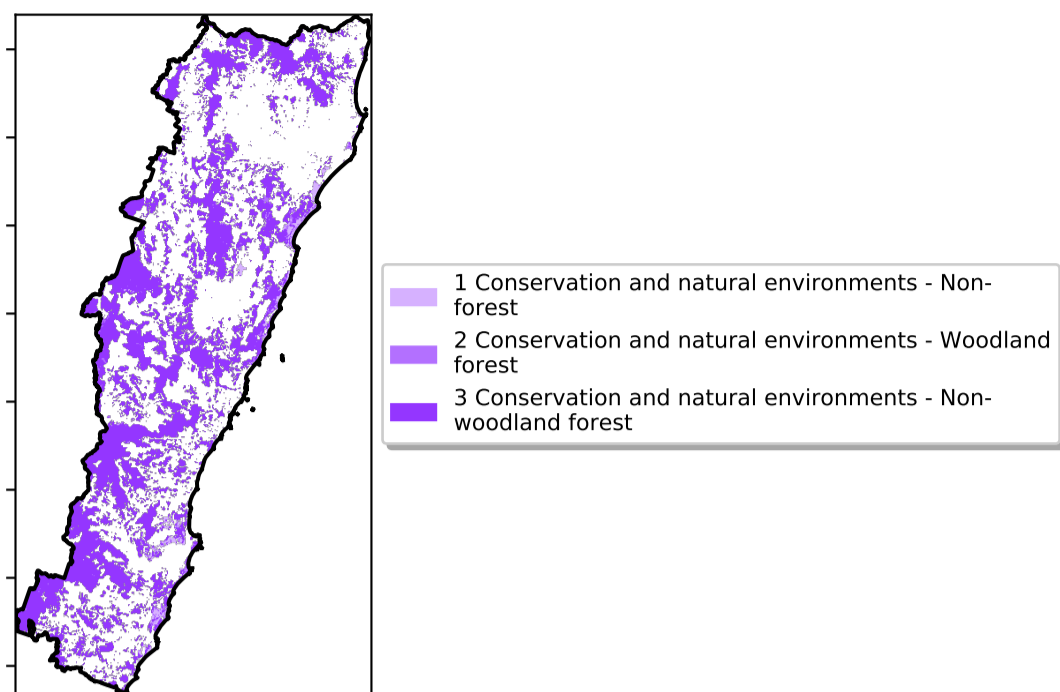 1 Conservation and natural environments - Non-
forest
2 Conservation and natural environments - Woodland
forest
3 Conservation and natural environments - Non-
woodland forest